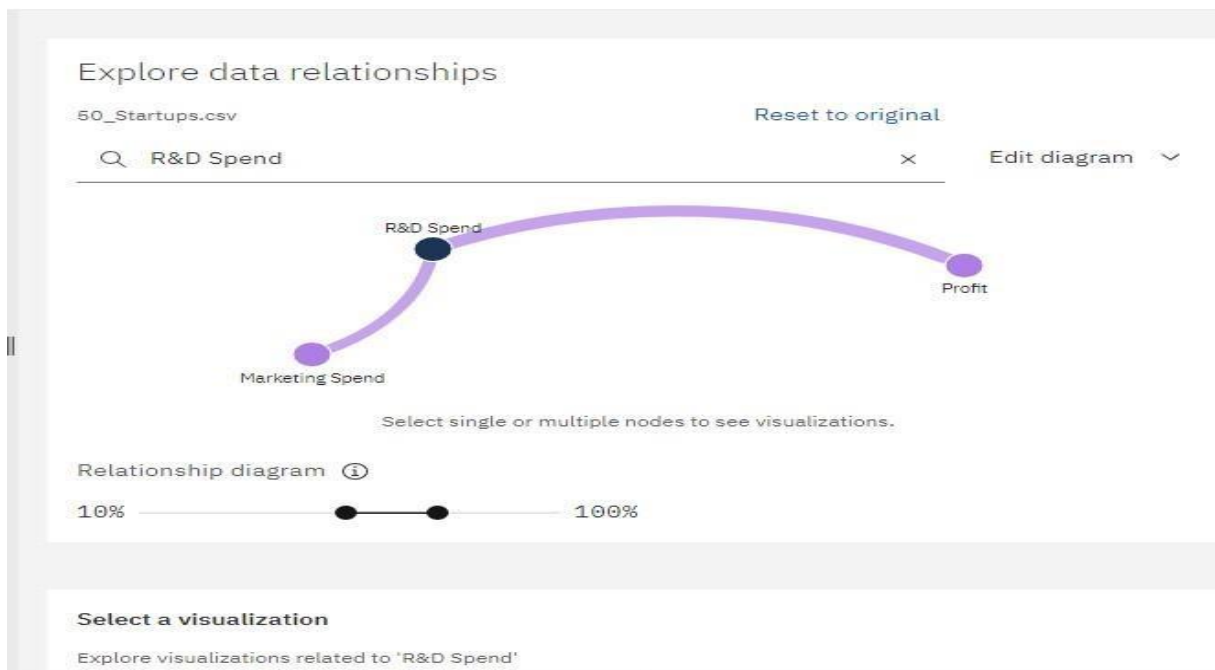 Explore data relationships
50_Startups.csv
Reset to original
R&D Spend
Edit diagram
R&D Spend
Profit
Marketing Spend
Select single or multiple nodes to see visualizations.
Relationship diagram
10%
100%
Select a visualization
Explore visualizations related to 'R&D Spend'